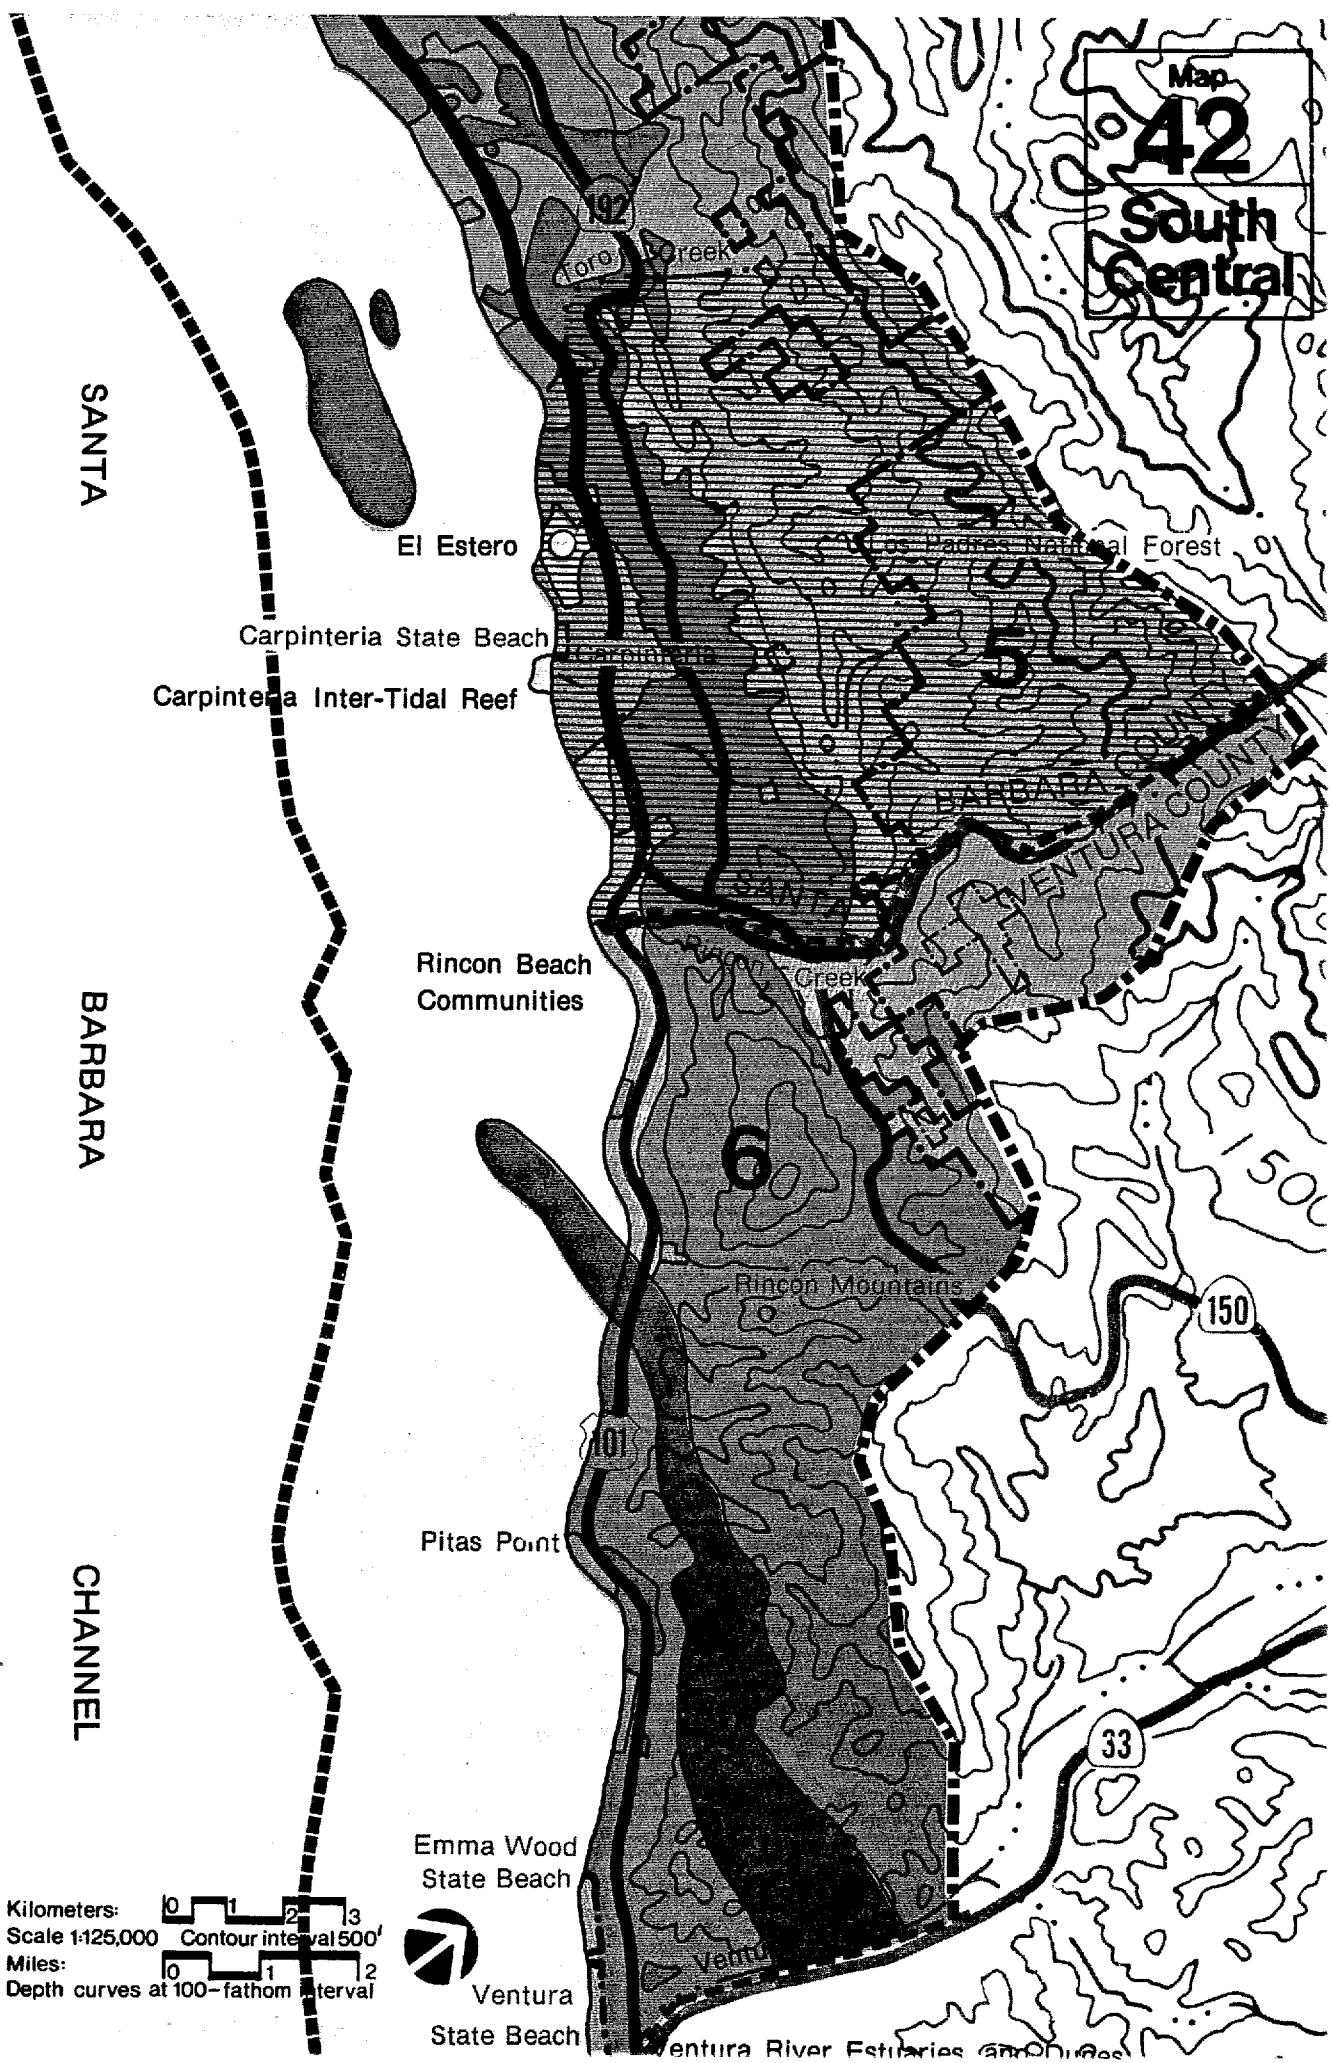 Map
42
South
Central
192
Toro Creek
SANTA
El Estero
Los Padres National Forest
Carpinteria State Beach
Carpinteria
5
Carpinteria Inter-Tidal Reef
SANTA BARBARA COUNTY
VENTURA COUNTY
Rincon Beach
Communities
Rincon Creek
BARBARA
6
1500
Rincon Mountains
150
101
Pitas Point
CHANNEL
33
Emma Wood
State Beach
Kilometers: 0 1 2 3
Scale 1:125,000 Contour interval 500'
Miles: 0 1 2
Depth curves at 100-fathom interval
Ventura
State Beach
Ventura River Estuaries and Dunes